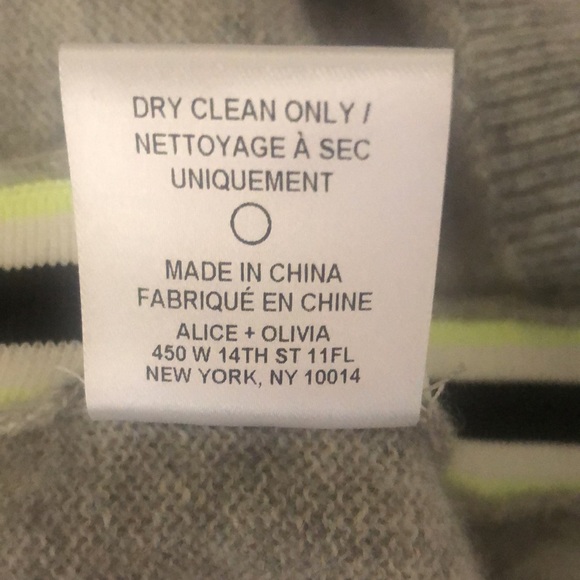 DRY CLEAN ONLY /
NETTOYAGE À SEC
UNIQUEMENT
MADE IN CHINA
FABRIQUÉ EN CHINE
ALICE + OLIVIA
450 W 14TH ST 11FL
NEW YORK, NY 10014